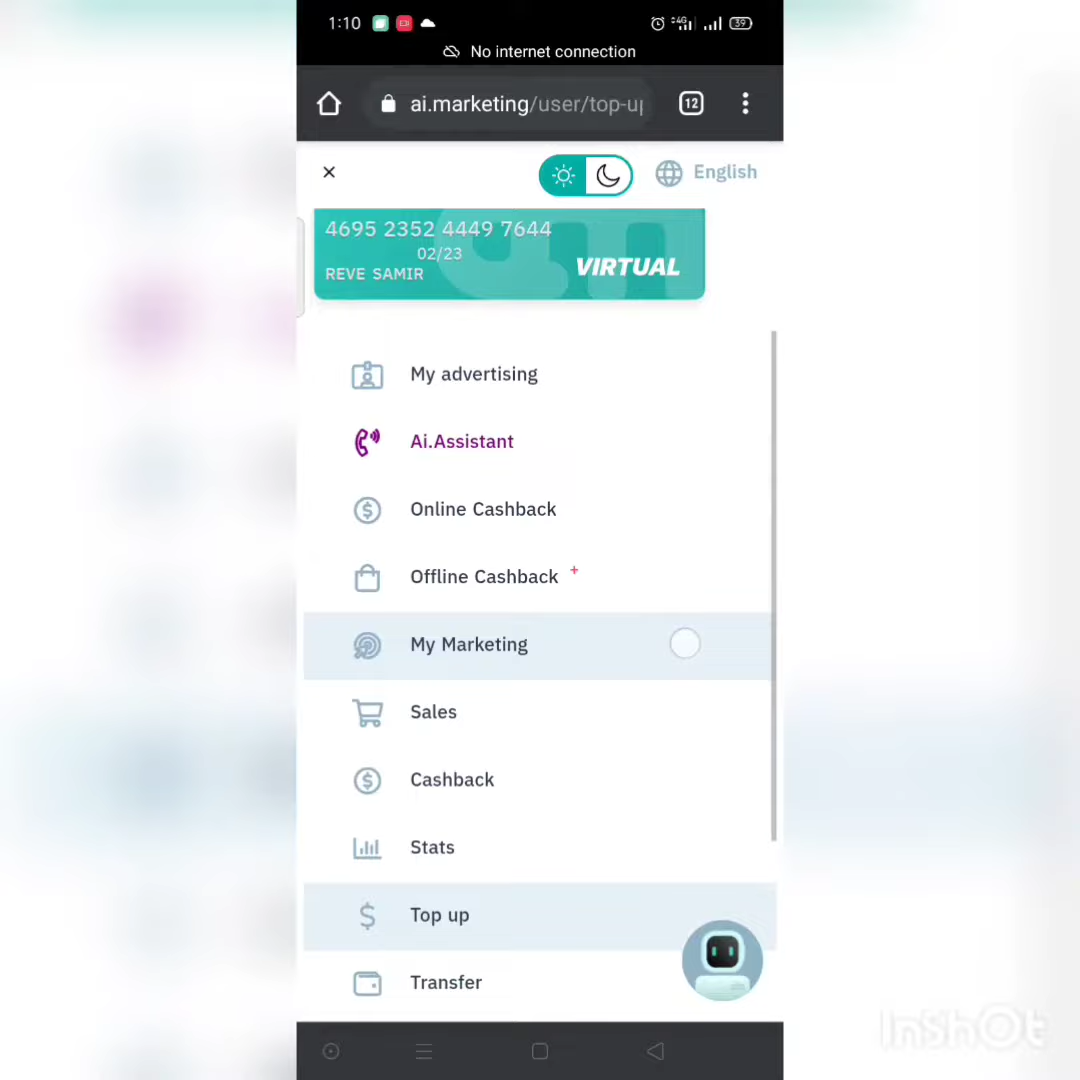 1:10 4G 39
No internet connection
ai.marketing/user/top-up
12
English
4695 2352 4449 7644
02/23
REVE SAMIR
VIRTUAL
My advertising
Ai.Assistant
Online Cashback
Offline Cashback +
My Marketing
Sales
Cashback
Stats
Top up
Transfer
InShOt